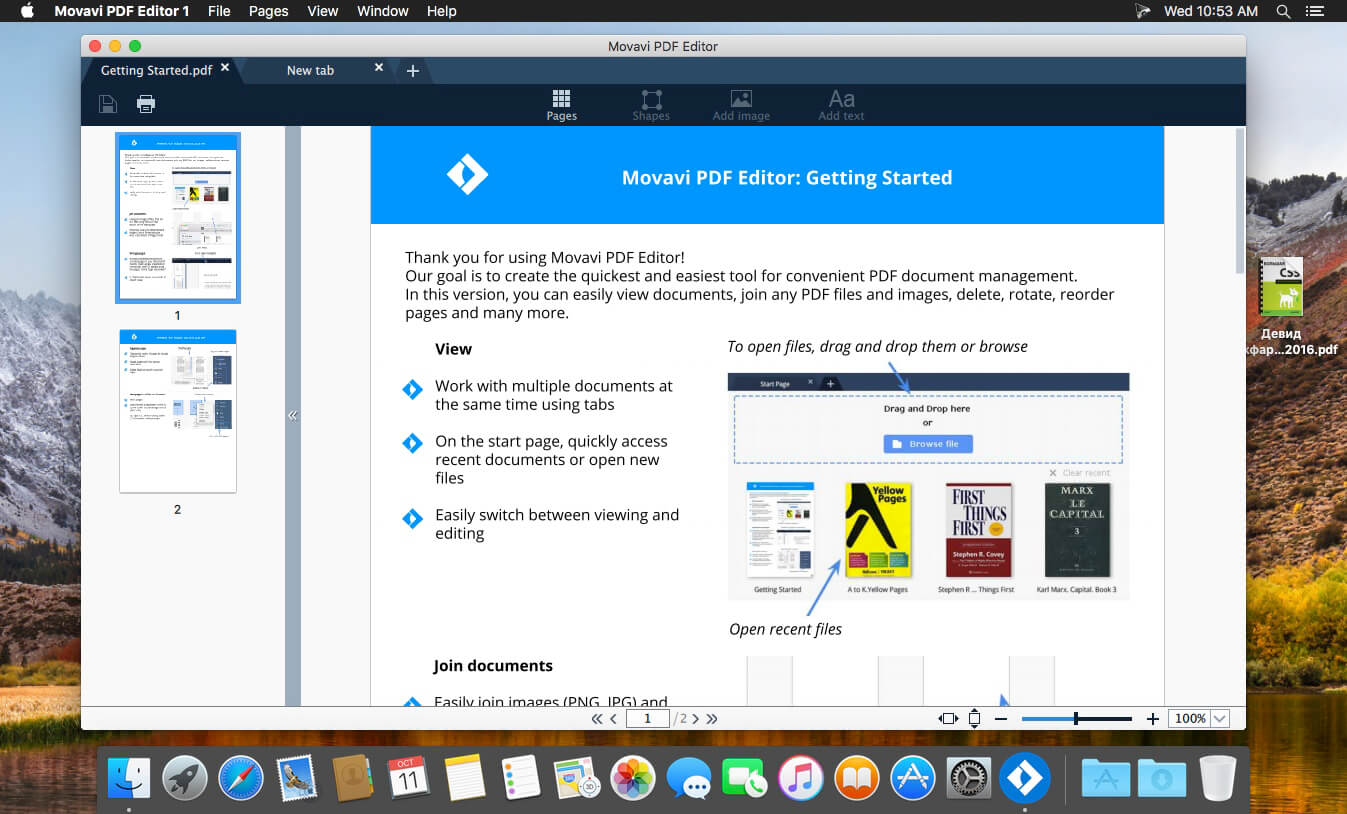 Movavi PDF Editor 1 File Pages View Window Help Wed 10:53 AM
Movavi PDF Editor
Getting Started.pdf New tab
Pages Shapes Add image Add text
1
2
Movavi PDF Editor: Getting Started
Thank you for using Movavi PDF Editor!
Our goal is to create the quickest and easiest tool for convenient PDF document management.
In this version, you can easily view documents, join any PDF files and images, delete, rotate, reorder
pages and many more.
View
Work with multiple documents at
the same time using tabs
On the start page, quickly access
recent documents or open new
files
Easily switch between viewing and
editing
To open files, drag and drop them or browse
Start Page
Drag and Drop here
or
Browse file
Clear recent
Yellow
Pages
FIRST
THINGS
FIRST
Stephen R. Covey
MARX
LE
CAPITAL
3
Getting Started A to K.Yellow Pages Stephen R ... Things First Karl Marx. Capital. Book 3
Open recent files
Join documents
Easily join images (PNG, JPG) and
1 / 2
100%
CSS
Девид
кфар...2016.pdf
OCT
11
3D